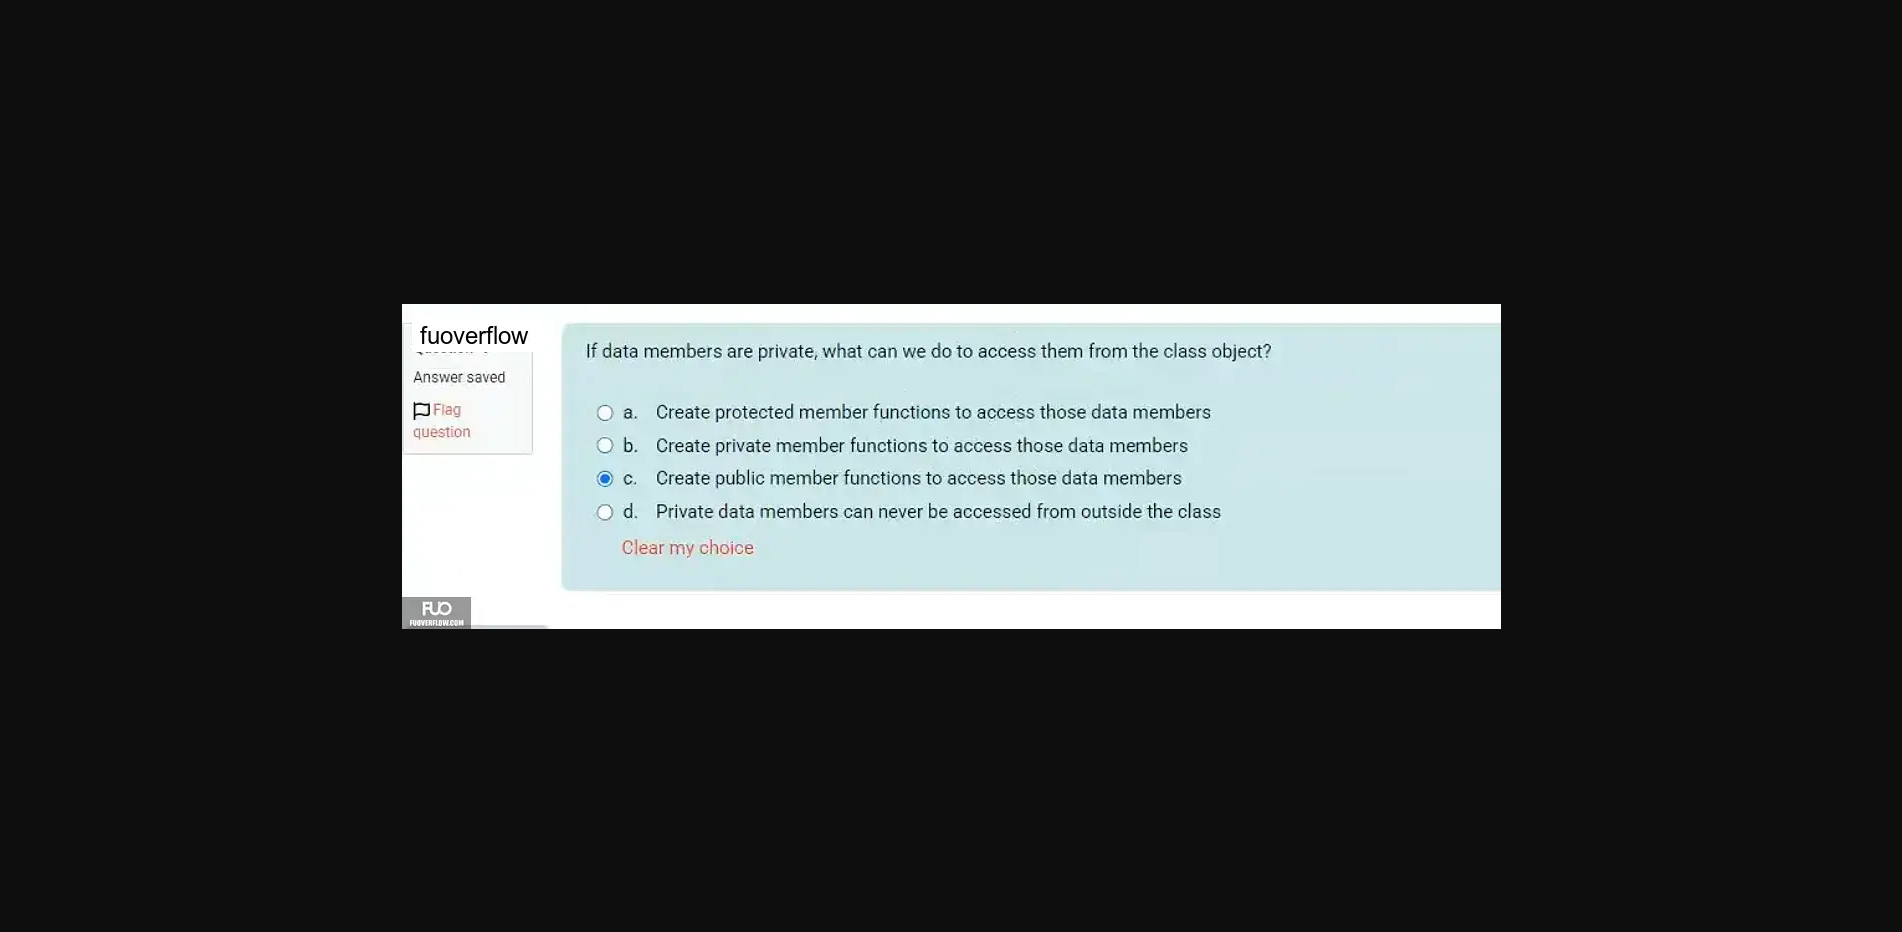 fuoverflow
Answer saved
Flag
question
If data members are private, what can we do to access them from the class object?
a. Create protected member functions to access those data members
b. Create private member functions to access those data members
c. Create public member functions to access those data members
d. Private data members can never be accessed from outside the class
Clear my choice
FUO
FUOVERFLOW.COM